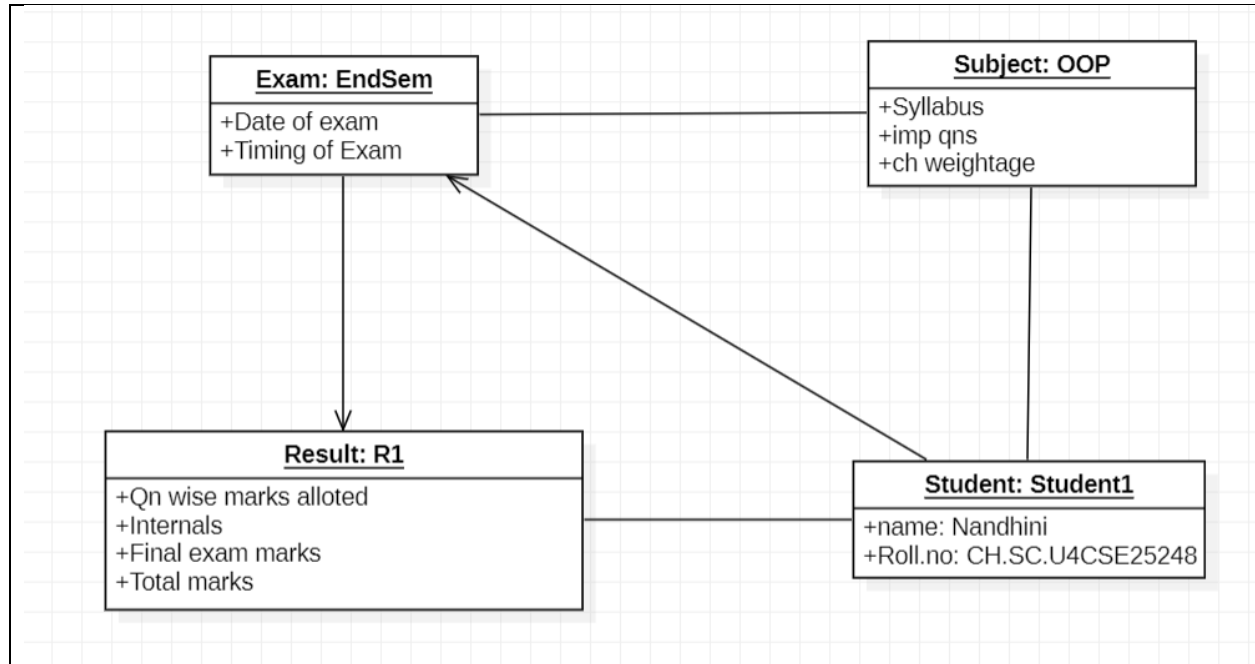 Exam: EndSem
+Date of exam
+Timing of Exam
Subject: OOP
+Syllabus
+imp qns
+ch weightage
Result: R1
+Qn wise marks alloted
+Internals
+Final exam marks
+Total marks
Student: Student1
+name: Nandhini
+Roll.no: CH.SC.U4CSE25248